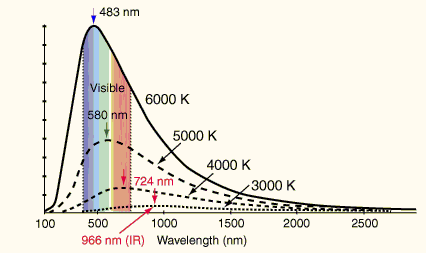 483 nm
Visible
580 nm
6000 K
5000 K
4000 K
724 nm
3000 K
100 500 1000 1500 2000 2500
966 nm (IR) Wavelength (nm)